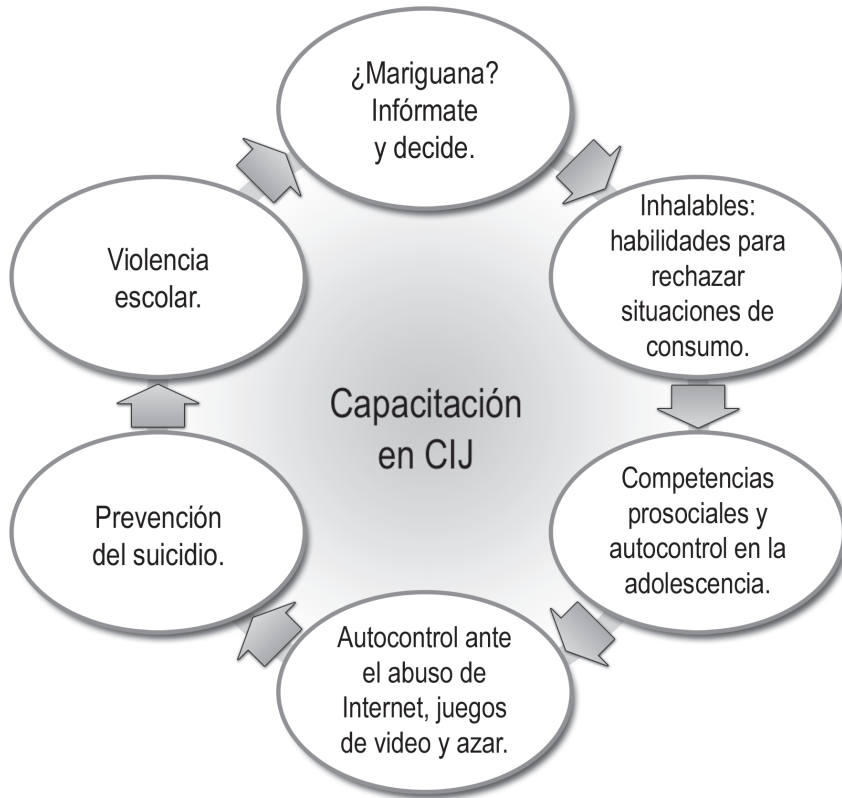 ¿Mariguana?
Infórmate
y decide.
Inhalables:
habilidades para
rechazar
situaciones de
consumo.
Competencias
prosociales y
autocontrol en la
adolescencia.
Autocontrol ante
el abuso de
Internet, juegos
de video y azar.
Prevención
del suicidio.
Violencia
escolar.
Capacitación
en CIJ